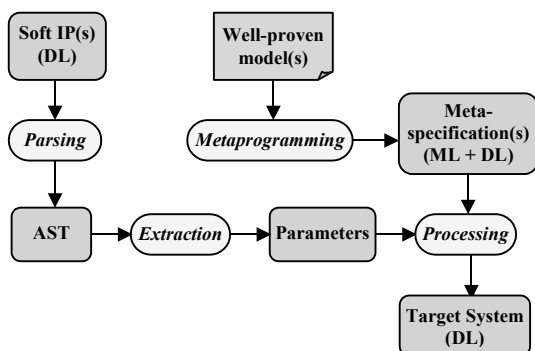 Soft IP(s)
(DL)
Well-proven
model(s)
Parsing
Metaprogramming
Meta-
specification(s)
(ML + DL)
AST
Extraction
Parameters
Processing
Target System
(DL)